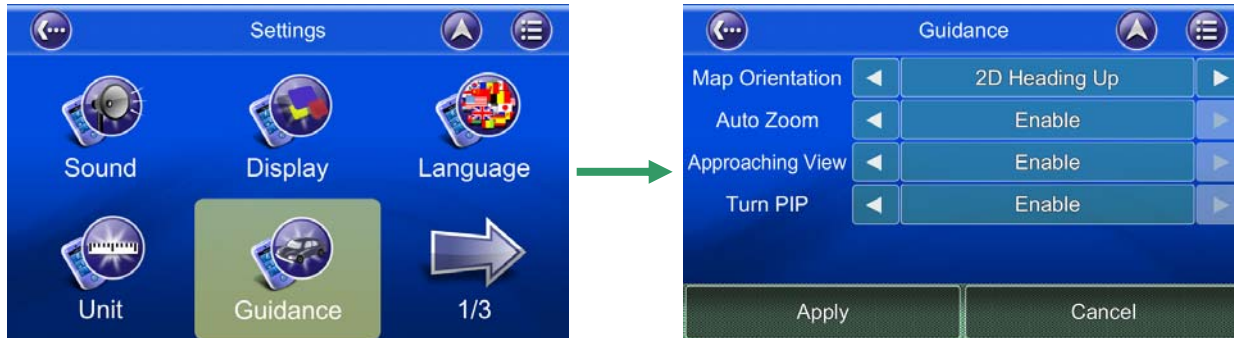 Settings
Sound Display Language
Unit Guidance 1/3
Guidance
Map Orientation 2D Heading Up
Auto Zoom Enable
Approaching View Enable
Turn PIP Enable
Apply Cancel